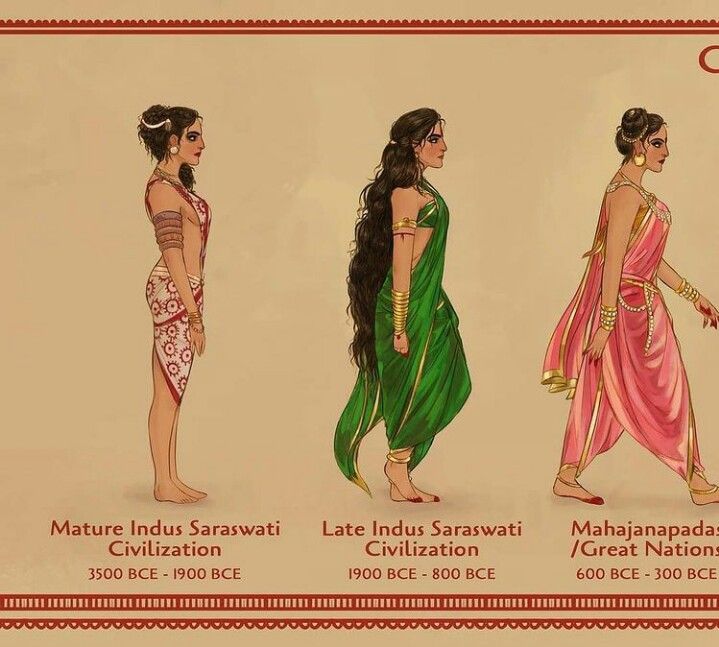 Mature Indus Saraswati
Civilization
3500 BCE - 1900 BCE
Late Indus Saraswati
Civilization
1900 BCE - 800 BCE
Mahajanapadas
/Great Nations
600 BCE - 300 BCE